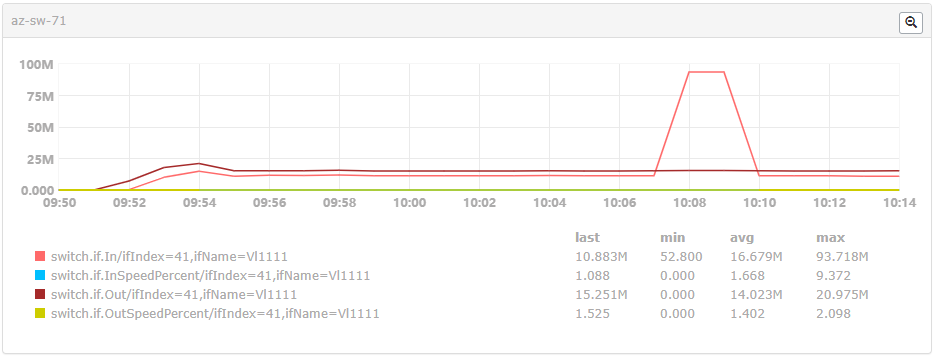 az-sw-71
100M
75M
50M
25M
0.000
09:50 09:52 09:54 09:56 09:58 10:00 10:02 10:04 10:06 10:08 10:10 10:12 10:14
last min avg max
switch.if.In/ifIndex=41,ifName=Vl1111 10.883M 52.800 16.679M 93.718M
switch.if.InSpeedPercent/ifIndex=41,ifName=Vl1111 1.088 0.000 1.668 9.372
switch.if.Out/ifIndex=41,ifName=Vl1111 15.251M 0.000 14.023M 20.975M
switch.if.OutSpeedPercent/ifIndex=41,ifName=Vl1111 1.525 0.000 1.402 2.098